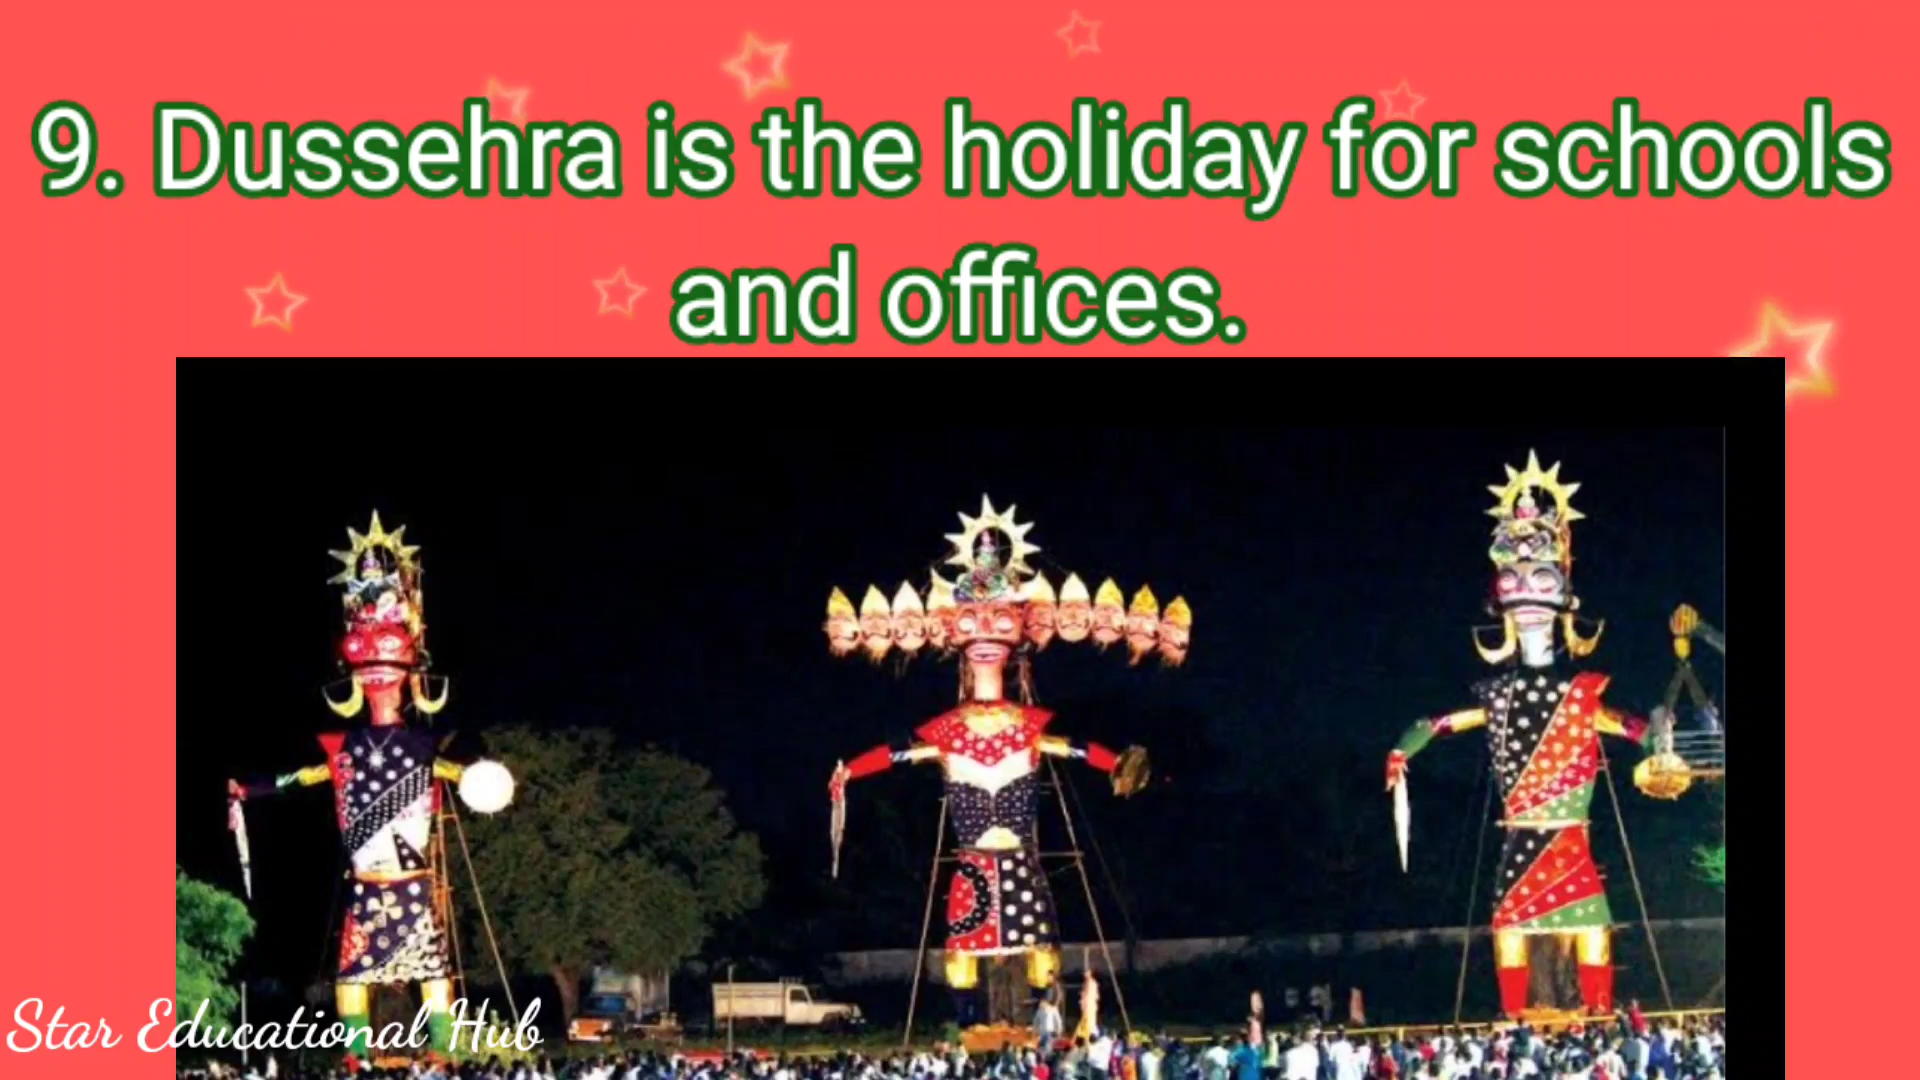 9. Dussehra is the holiday for schools
and offices.
Star Educational Hub